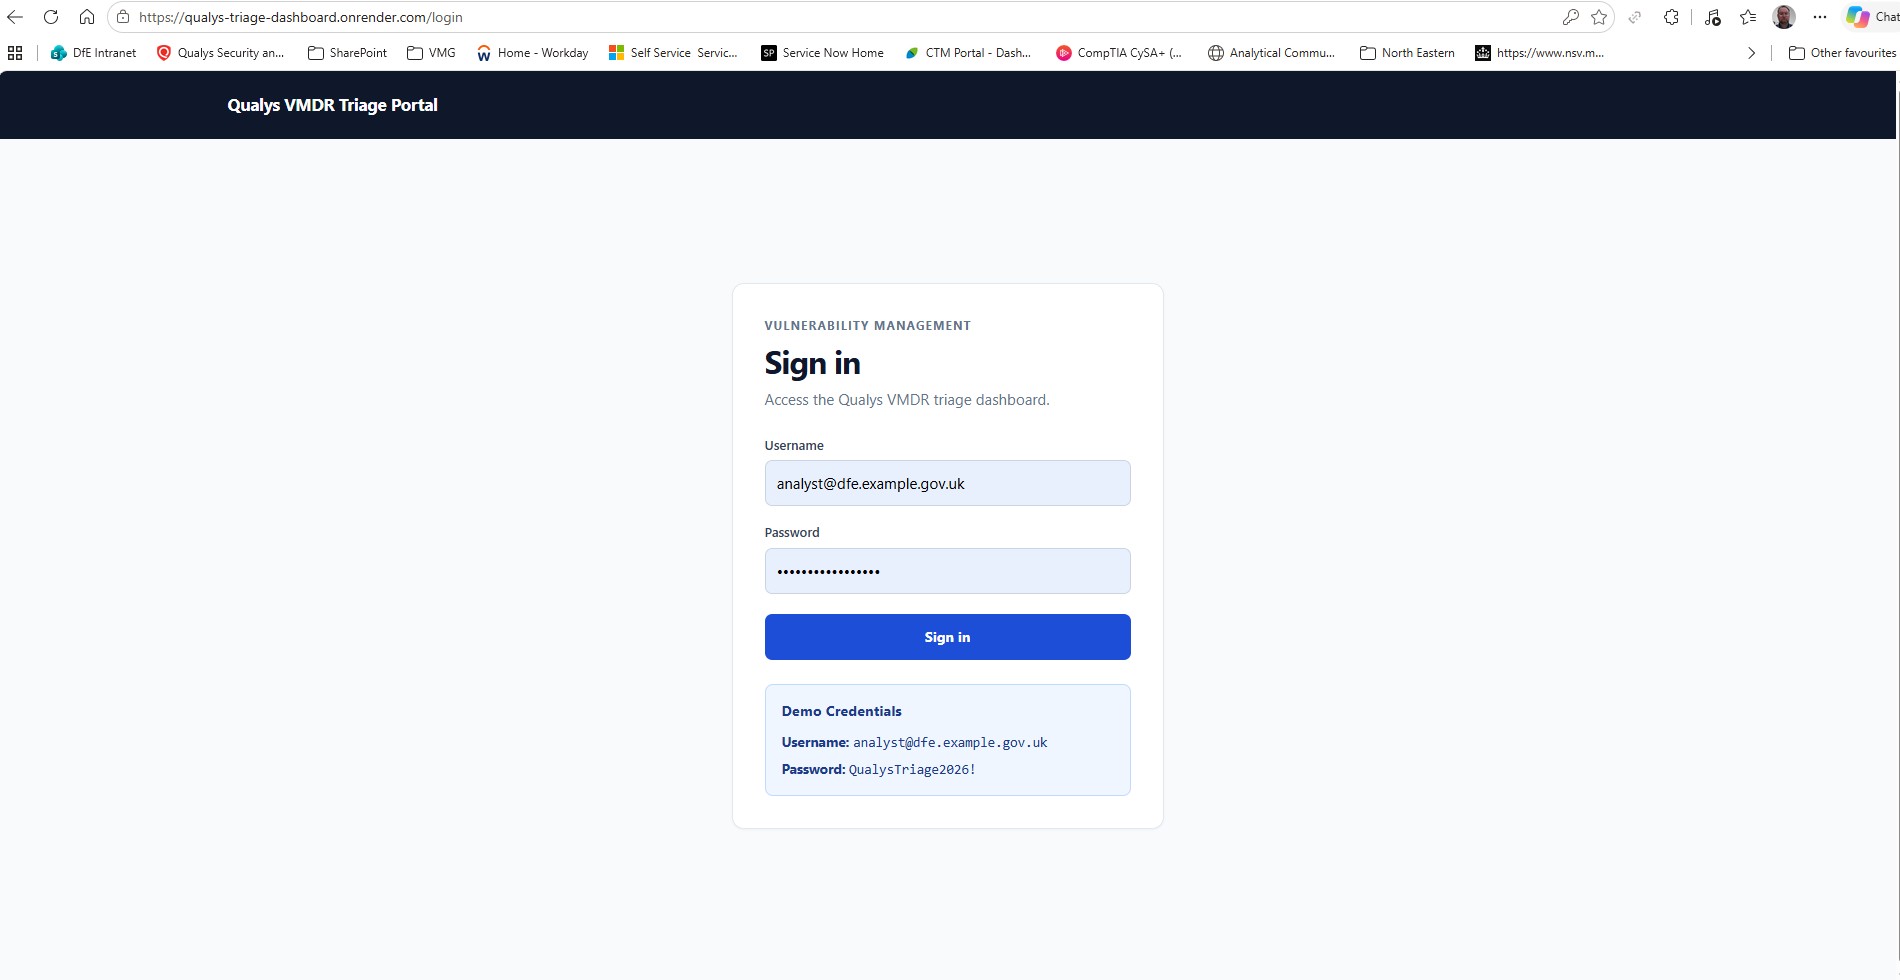 https://qualys-triage-dashboard.onrender.com/login
Chat
DfE Intranet
Qualys Security an...
SharePoint
VMG
Home - Workday
Self Service Servic...
SP
Service Now Home
CTM Portal - Dash...
CompTIA CySA+ (...
Analytical Commu...
North Eastern
https://www.nsv.m...
Other favourites
Qualys VMDR Triage Portal
VULNERABILITY MANAGEMENT
Sign in
Access the Qualys VMDR triage dashboard.
Username
analyst@dfe.example.gov.uk
Password
•••••••••••••••••
Sign in
Demo Credentials
Username: analyst@dfe.example.gov.uk
Password: QualysTriage2026!